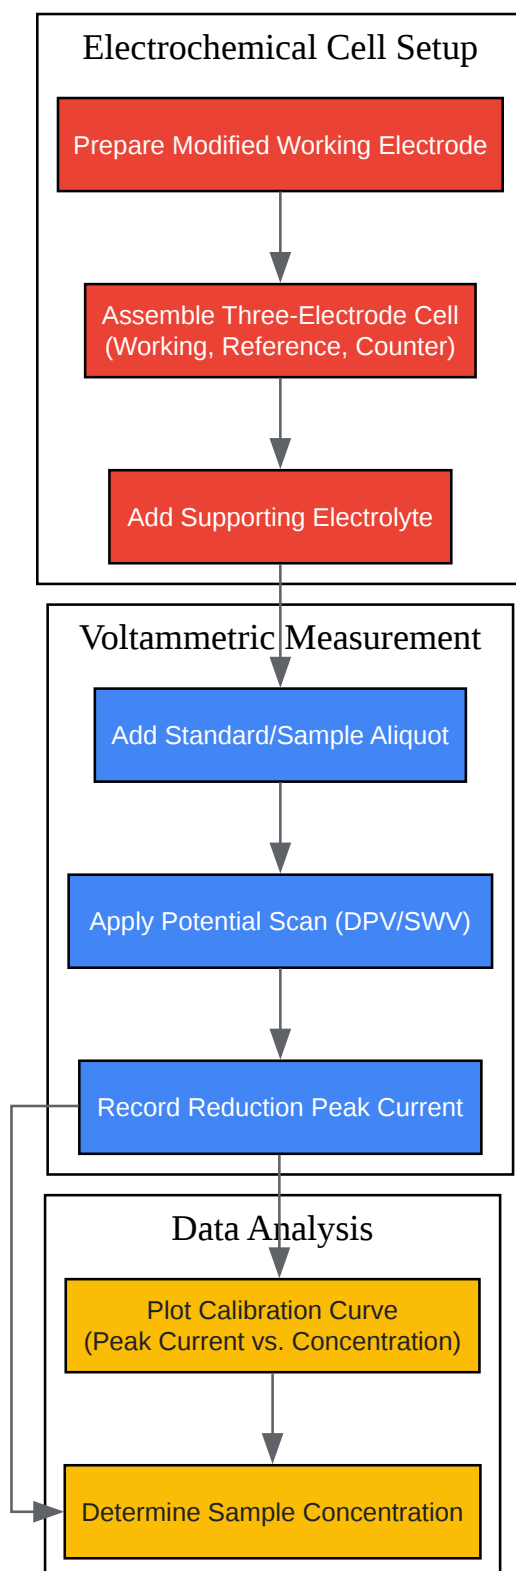 Electrochemical Cell Setup
Prepare Modified Working Electrode
Assemble Three-Electrode Cell
(Working, Reference, Counter)
Add Supporting Electrolyte
Voltammetric Measurement
Add Standard/Sample Aliquot
Apply Potential Scan (DPV/SWV)
Record Reduction Peak Current
Data Analysis
Plot Calibration Curve
(Peak Current vs. Concentration)
Determine Sample Concentration